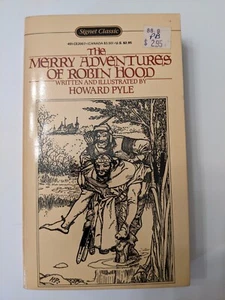 Signet Classic
$ 2.95
THE
MERRY ADVENTURES
OF ROBIN HOOD
WRITTEN AND ILLUSTRATED BY
HOWARD PYLE